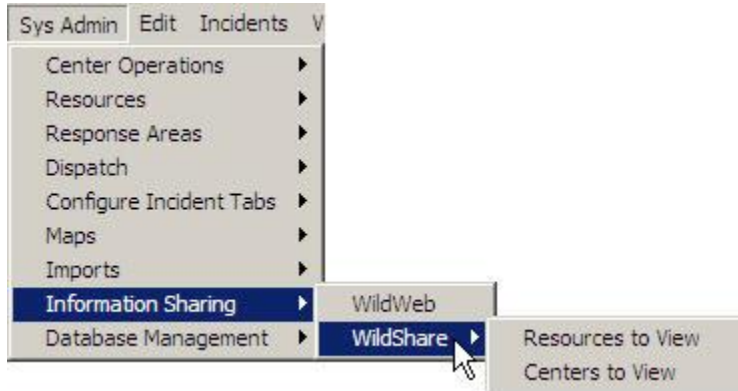 Sys Admin Edit Incidents
Center Operations
Resources
Response Areas
Dispatch
Configure Incident Tabs
Maps
Imports
Information Sharing WildWeb
Database Management WildShare Resources to View
Centers to View